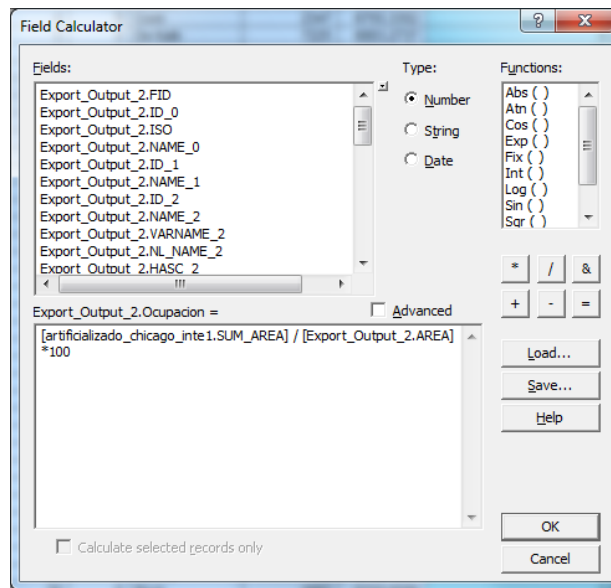 Field Calculator
Fields:
Export_Output_2.FID
Export_Output_2.ID_0
Export_Output_2.ISO
Export_Output_2.NAME_0
Export_Output_2.ID_1
Export_Output_2.NAME_1
Export_Output_2.ID_2
Export_Output_2.NAME_2
Export_Output_2.VARNAME_2
Export_Output_2.NL_NAME_2
Export_Output_2.HASC_2
Type:
Number
String
Date
Functions:
Abs ( )
Atn ( )
Cos ( )
Exp ( )
Fix ( )
Int ( )
Log ( )
Sin ( )
Sqr ( )
* / &
+ - =
Export_Output_2.Ocupacion =
Advanced
[artificializado_chicago_inte1.SUM_AREA] / [Export_Output_2.AREA]
*100
Load...
Save...
Help
Calculate selected records only
OK
Cancel